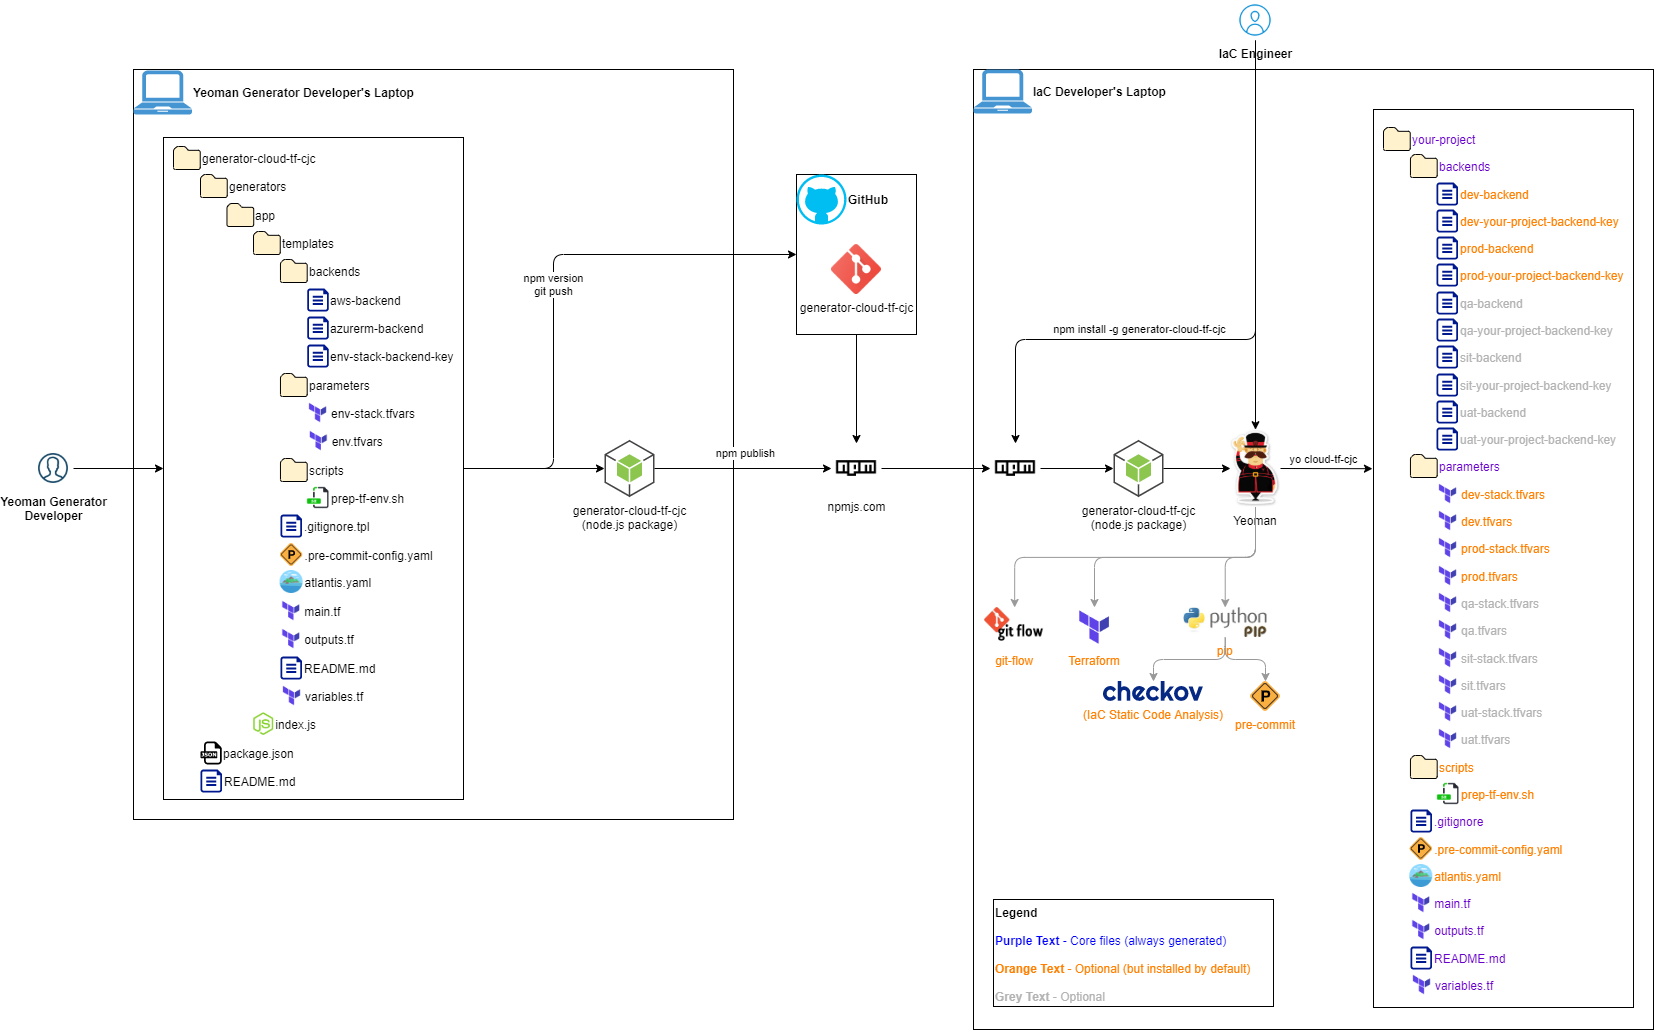 IaC Engineer
Yeoman Generator Developer's Laptop
IaC Developer's Laptop
generator-cloud-tf-cjc
generators
app
templates
backends
aws-backend
azurerm-backend
env-stack-backend-key
parameters
env-stack.tfvars
env.tfvars
scripts
prep-tf-env.sh
.gitignore.tpl
P
.pre-commit-config.yaml
atlantis.yaml
main.tf
outputs.tf
README.md
variables.tf
JS
index.js
JSON
package.json
README.md
Yeoman Generator
Developer
npm version
git push
GitHub
generator-cloud-tf-cjc
generator-cloud-tf-cjc
(node.js package)
npm publish
npm
npmjs.com
npm install -g generator-cloud-tf-cjc
npm
generator-cloud-tf-cjc
(node.js package)
Yeoman
yo cloud-tf-cjc
git flow
git-flow
Terraform
python
PIP
pip
checkov
(IaC Static Code Analysis)
P
pre-commit
your-project
backends
dev-backend
dev-your-project-backend-key
prod-backend
prod-your-project-backend-key
qa-backend
qa-your-project-backend-key
sit-backend
sit-your-project-backend-key
uat-backend
uat-your-project-backend-key
parameters
dev-stack.tfvars
dev.tfvars
prod-stack.tfvars
prod.tfvars
qa-stack.tfvars
qa.tfvars
sit-stack.tfvars
sit.tfvars
uat-stack.tfvars
uat.tfvars
scripts
prep-tf-env.sh
.gitignore
P
.pre-commit-config.yaml
atlantis.yaml
main.tf
outputs.tf
README.md
variables.tf
Legend
Purple Text - Core files (always generated)
Orange Text - Optional (but installed by default)
Grey Text - Optional